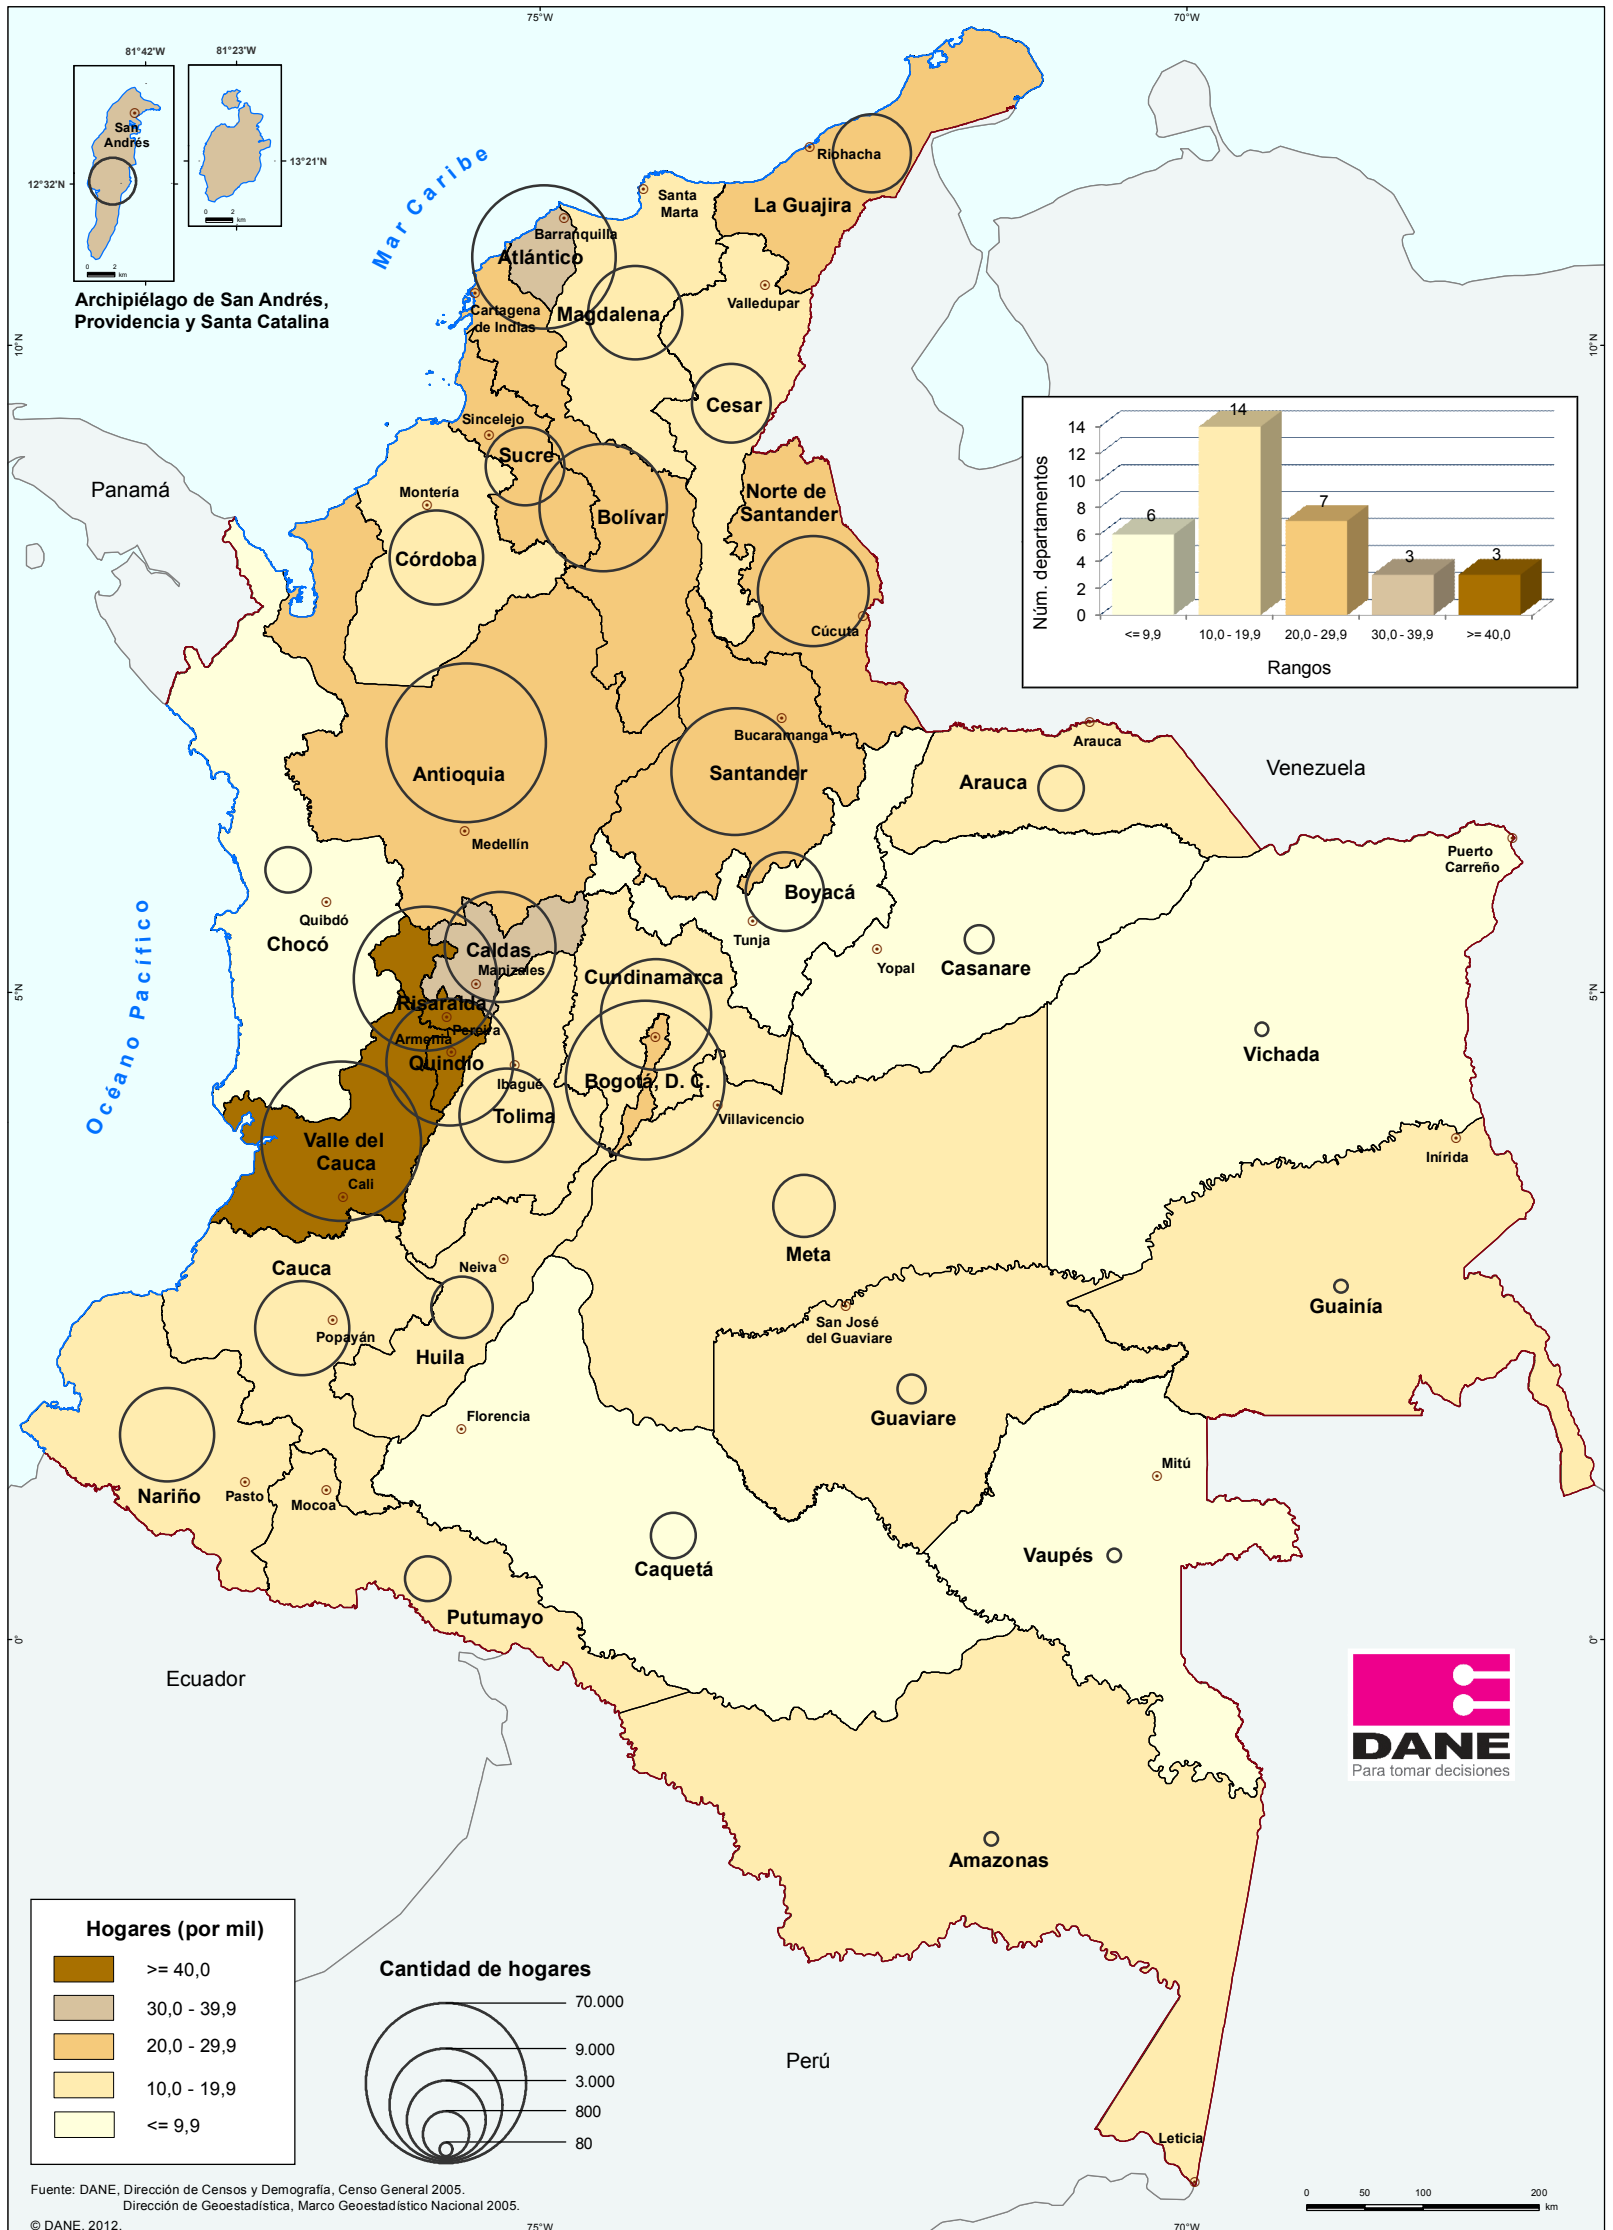 75°W
70°W
81°42'W
81°23'W
San
Andrés
12°32'N
13°21'N
0 2
km
0 2
km
Archipiélago de San Andrés,
Providencia y Santa Catalina
Mar Caribe
Riohacha
Santa
Marta
La Guajira
Barranquilla
Atlántico
Valledupar
Cartagena
de Indias
Magdalena
10°N
10°N
Cesar
Sincelejo
Sucre
Panamá
Montería
Norte de
Santander
Bolívar
Córdoba
Cúcuta
Núm. departamentos
14
12
10
8
6
4
2
0
6
14
7
3
3
<= 9,9
10,0 - 19,9
20,0 - 29,9
30,0 - 39,9
>= 40,0
Rangos
Bucaramanga
Arauca
Antioquia
Santander
Arauca
Venezuela
Medellín
Puerto
Carreño
Boyacá
Quibdó
Chocó
Tunja
Caldas
Manizales
Yopal
Casanare
Cundinamarca
5°N
5°N
Océano Pacífico
Risaralda
Pereira
Armenia
Quindío
Vichada
Ibagué
Bogotá, D. C.
Tolima
Villavicencio
Valle del
Cauca
Cali
Inírida
Meta
Cauca
Neiva
Guainía
Popayán
San José
del Guaviare
Huila
Guaviare
Florencia
Mitú
Nariño
Pasto
Mocoa
Vaupés
Caquetá
Putumayo
0°
0°
Ecuador
DANE
Para tomar decisiones
Amazonas
Hogares (por mil)
>= 40,0
30,0 - 39,9
20,0 - 29,9
10,0 - 19,9
<= 9,9
Cantidad de hogares
70.000
9.000
3.000
800
80
Perú
Leticia
Fuente: DANE, Dirección de Censos y Demografía, Censo General 2005.
Dirección de Geoestadística, Marco Geoestadístico Nacional 2005.
© DANE, 2012.
0 50 100 200
km
75°W
70°W